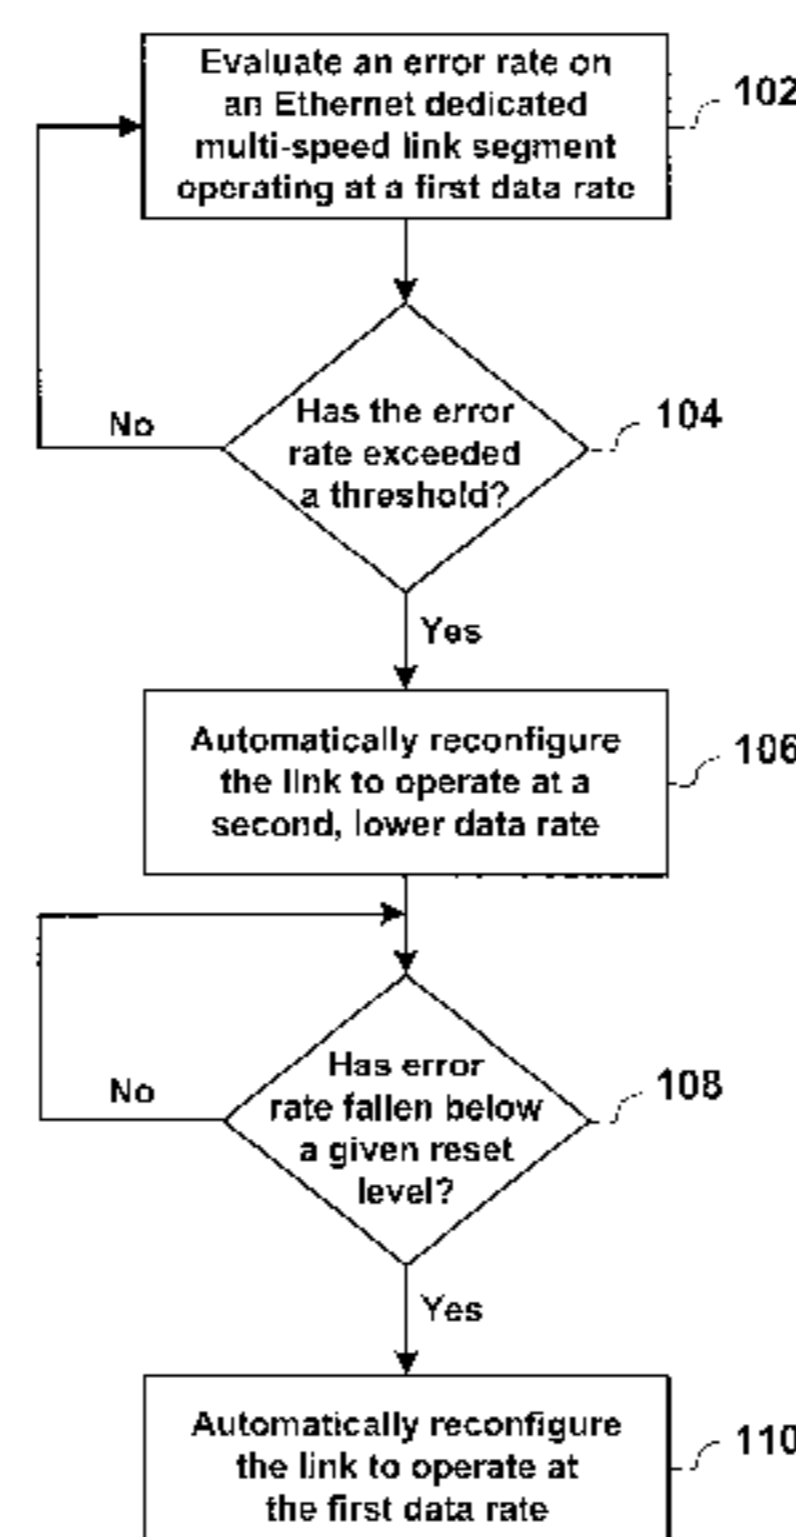 Evaluate an error rate on
an Ethernet dedicated
multi-speed link segment
operating at a first data rate
102
Has the error
rate exceeded
a threshold?
104
No
Yes
Automatically reconfigure
the link to operate at a
second, lower data rate
106
Has error
rate fallen below
a given reset
level?
108
No
Yes
Automatically reconfigure
the link to operate at
the first data rate
110